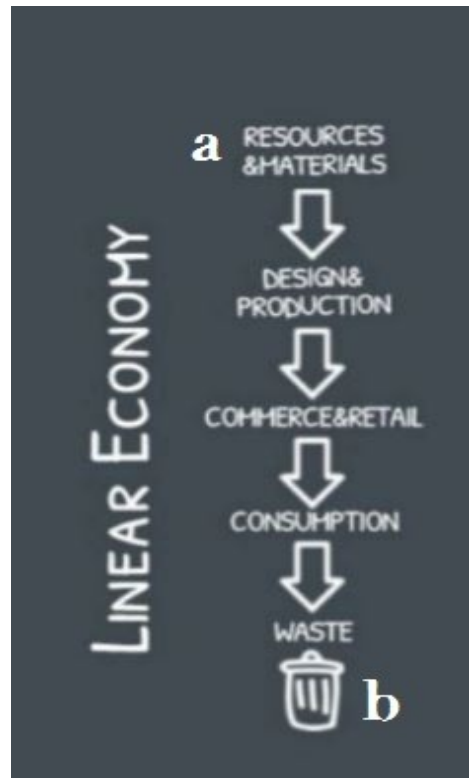 a
RESOURCES
&MATERIALS
DESIGN&
PRODUCTION
COMMERCE&RETAIL
CONSUMPTION
WASTE
b
LINEAR ECONOMY